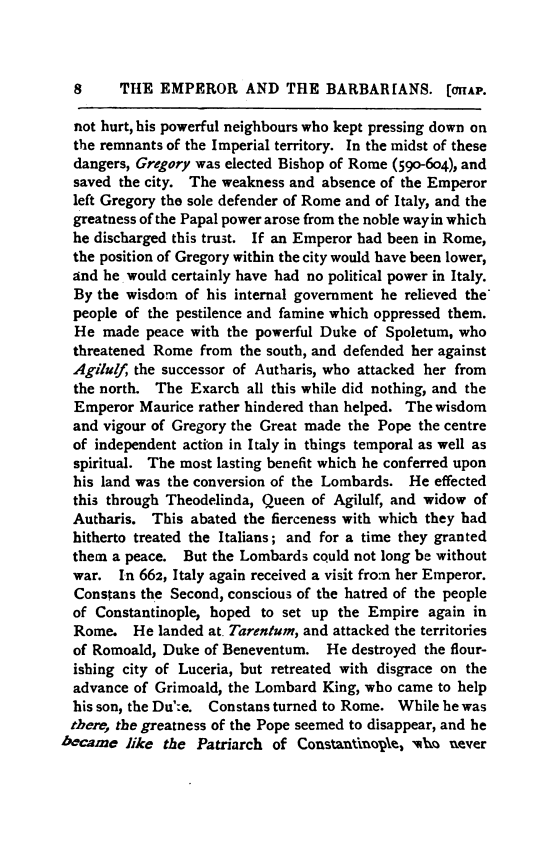 8 THE EMPEROR AND THE BARBARIANS. [CHAP.
not hurt, his powerful neighbours who kept pressing down on
the remnants of the Imperial territory. In the midst of these
dangers, Gregory was elected Bishop of Rome (590-604), and
saved the city. The weakness and absence of the Emperor
left Gregory the sole defender of Rome and of Italy, and the
greatness of the Papal power arose from the noble way in which
he discharged this trust. If an Emperor had been in Rome,
the position of Gregory within the city would have been lower,
and he would certainly have had no political power in Italy.
By the wisdom of his internal government he relieved the
people of the pestilence and famine which oppressed them.
He made peace with the powerful Duke of Spoletum, who
threatened Rome from the south, and defended her against
Agilulf, the successor of Autharis, who attacked her from
the north. The Exarch all this while did nothing, and the
Emperor Maurice rather hindered than helped. The wisdom
and vigour of Gregory the Great made the Pope the centre
of independent action in Italy in things temporal as well as
spiritual. The most lasting benefit which he conferred upon
his land was the conversion of the Lombards. He effected
this through Theodelinda, Queen of Agilulf, and widow of
Autharis. This abated the fierceness with which they had
hitherto treated the Italians; and for a time they granted
them a peace. But the Lombards could not long be without
war. In 662, Italy again received a visit from her Emperor.
Constans the Second, conscious of the hatred of the people
of Constantinople, hoped to set up the Empire again in
Rome. He landed at Tarentum, and attacked the territories
of Romoald, Duke of Beneventum. He destroyed the flour-
ishing city of Luceria, but retreated with disgrace on the
advance of Grimoald, the Lombard King, who came to help
his son, the Duke. Constans turned to Rome. While he was
there, the greatness of the Pope seemed to disappear, and he
became like the Patriarch of Constantinople, who never